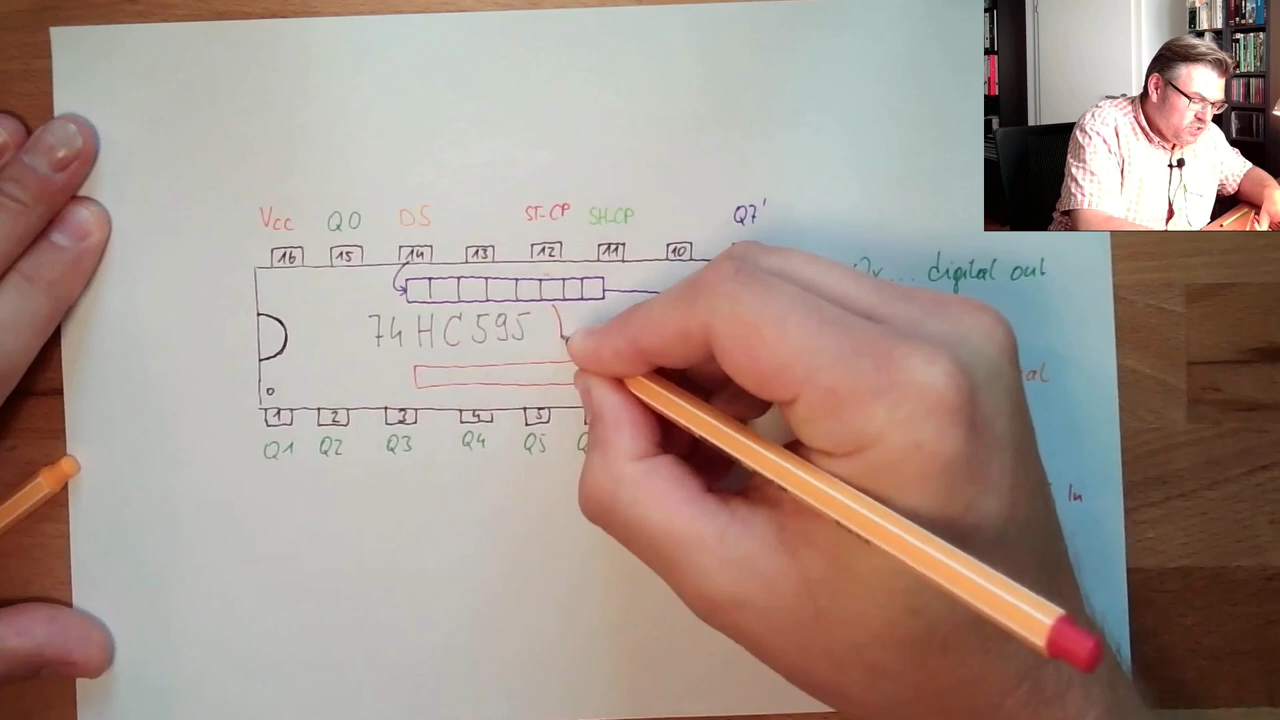 Vcc Q0 DS ST-CP SH-CP Q7'
16 15 14 13 12 11 10
digital out
74HC595
1 2 3 4 5
Q1 Q2 Q3 Q4 Q5
In